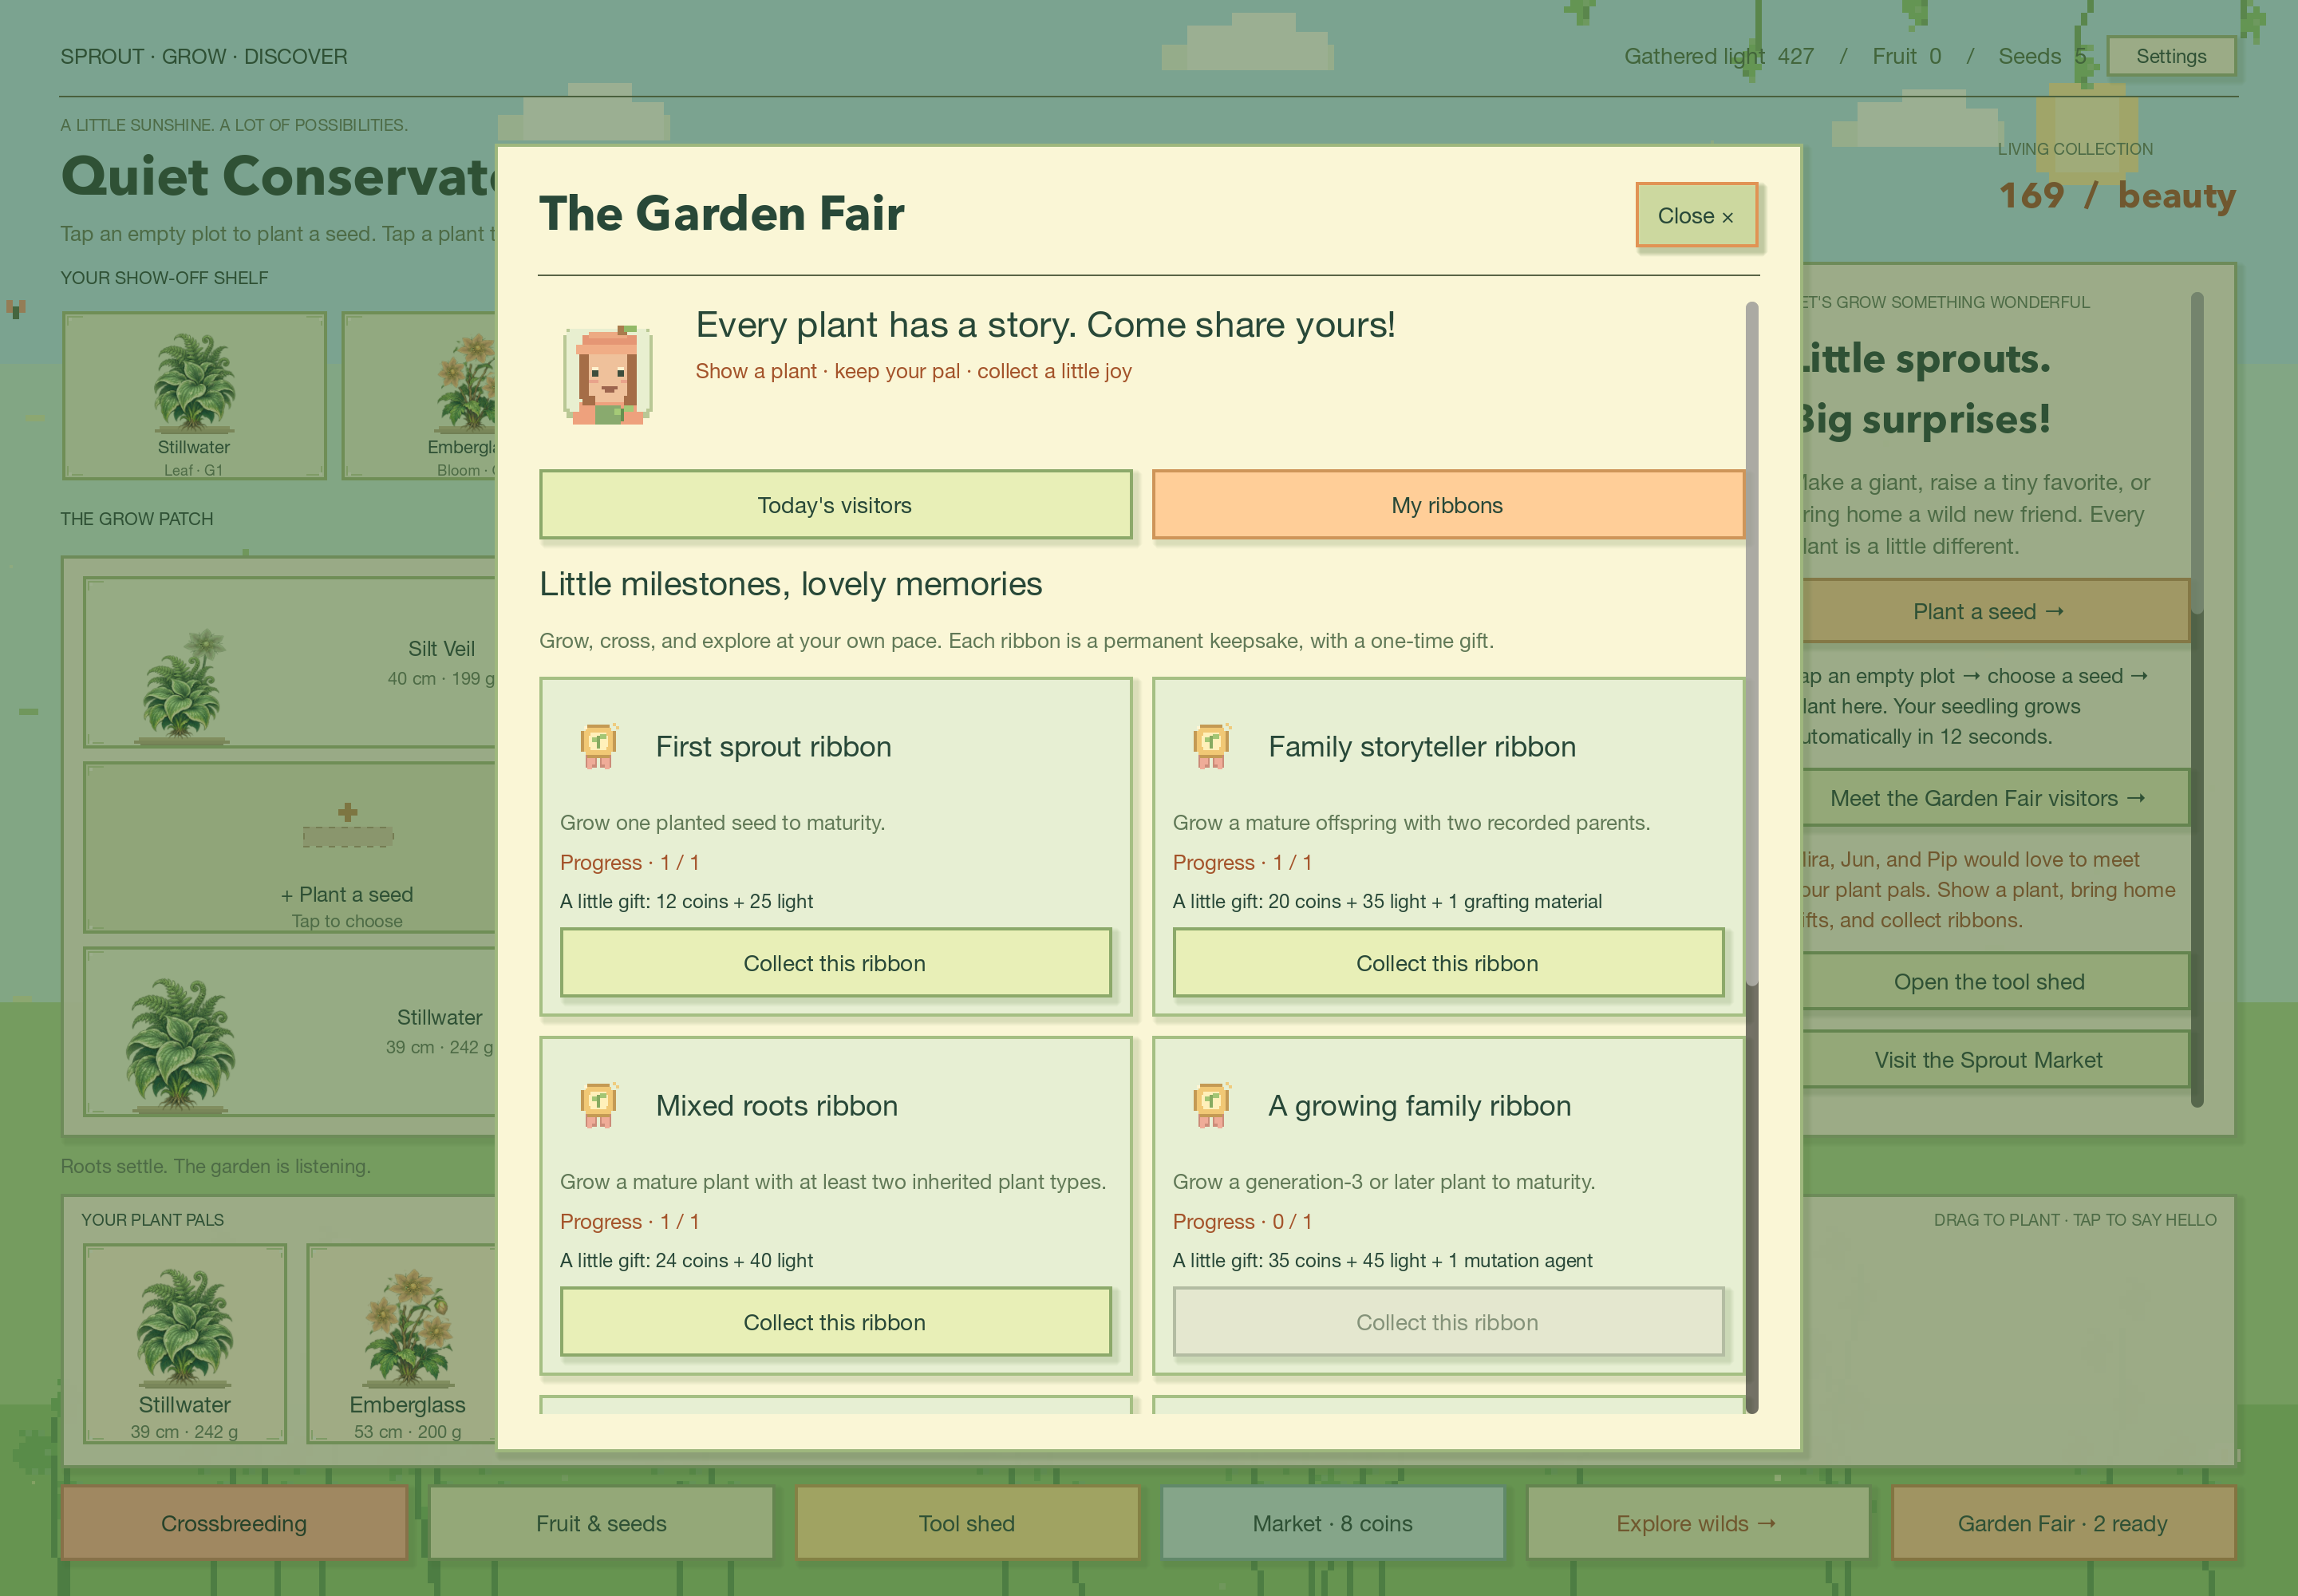 SPROUT · GROW · DISCOVER
Gathered light 427 / Fruit 0 / Seeds 5
Settings
A LITTLE SUNSHINE. A LOT OF POSSIBILITIES.
Quiet
LIVING COLLECTION
169 / beauty
Tap an empty plot to plant a seed. Tap a plant
YOUR SHOW-OFF SHELF
Stillwater
Leaf · G1
Bloom ·
THE GROW PATCH
Silt Veil
40 cm · 199 g
+ Plant a seed
Tap to choose
Stillwater
39 cm · 242 g
Roots settle. The garden is listening.
The Garden Fair
Close ×
Every plant has a story. Come share yours!
Show a plant · keep your pal · collect a little joy
Today's visitors
My ribbons
Little milestones, lovely memories
Grow, cross, and explore at your own pace. Each ribbon is a permanent keepsake, with a one-time gift.
First sprout ribbon
Grow one planted seed to maturity.
Progress · 1 / 1
A little gift: 12 coins + 25 light
Collect this ribbon
Family storyteller ribbon
Grow a mature offspring with two recorded parents.
Progress · 1 / 1
A little gift: 20 coins + 35 light + 1 grafting material
Collect this ribbon
Mixed roots ribbon
Grow a mature plant with at least two inherited plant types.
Progress · 1 / 1
A little gift: 24 coins + 40 light
Collect this ribbon
A growing family ribbon
Grow a generation-3 or later plant to maturity.
Progress · 0 / 1
A little gift: 35 coins + 45 light + 1 mutation agent
Collect this ribbon
GROW SOMETHING WONDERFUL
sprouts.
surprises!
a giant, raise a tiny favorite, or
home a wild new friend. Every
is a little different.
Plant a seed →
an empty plot → choose a seed →
here. Your seedling grows
in 12 seconds.
Meet the Garden Fair visitors →
Jun, and Pip would love to meet
plant pals. Show a plant, bring home
and collect ribbons.
Open the tool shed
Visit the Sprout Market
YOUR PLANT PALS
DRAG TO PLANT · TAP TO SAY HELLO
Stillwater
39 cm · 242 g
Emberglass
53 cm · 200 g
Crossbreeding
Fruit & seeds
Tool shed
Market · 8 coins
Explore wilds →
Garden Fair · 2 ready